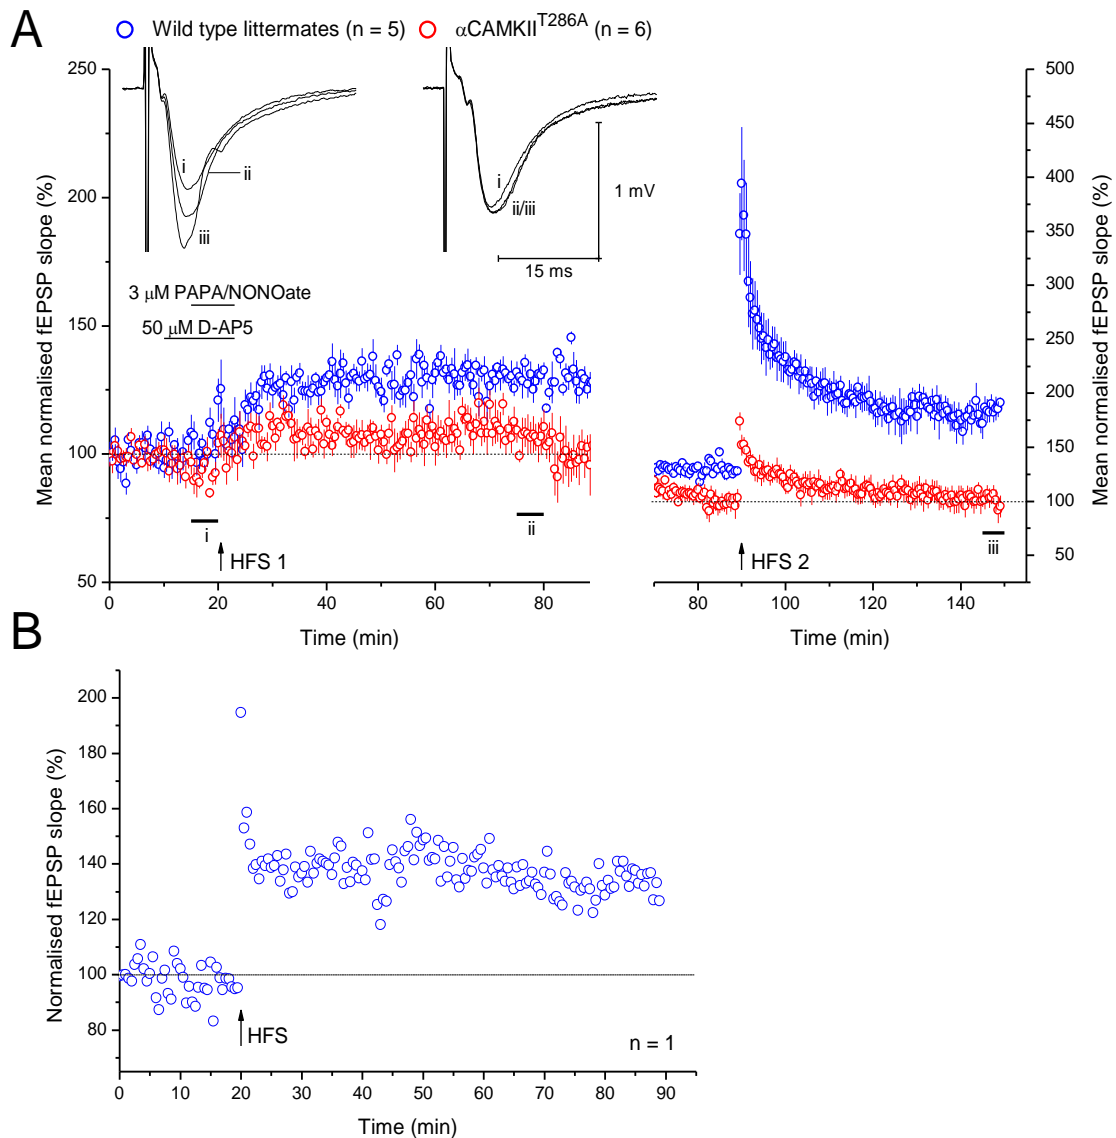 A
Wild type littermates (n = 5) αCAMKII^T286A (n = 6)
250
200
150
100
50
Mean normalised fEPSP slope (%)
i
ii
iii
i
ii/iii
1 mV
15 ms
3 μM PAPA/NONOate
50 μM D-AP5
i
HFS 1
ii
0 20 40 60 80
Time (min)
500
450
400
350
300
250
200
150
100
50
Mean normalised fEPSP slope (%)
HFS 2
iii
80 100 120 140
Time (min)
B
200
180
160
140
120
100
80
Normalised fEPSP slope (%)
HFS
n = 1
0 10 20 30 40 50 60 70 80 90
Time (min)